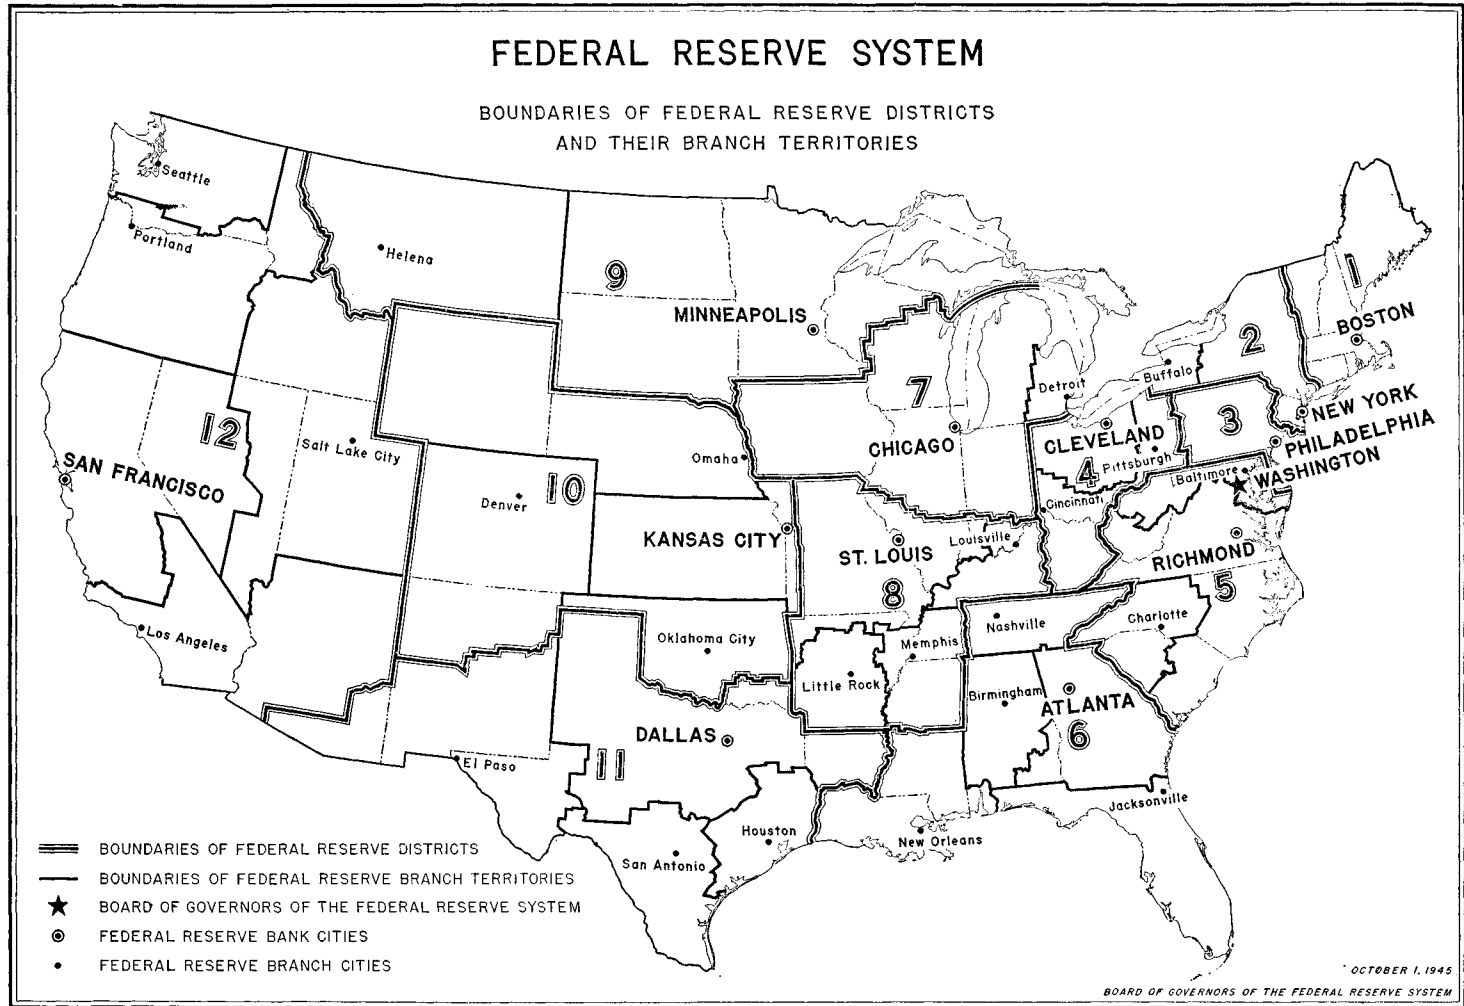 FEDERAL RESERVE SYSTEM
BOUNDARIES OF FEDERAL RESERVE DISTRICTS
AND THEIR BRANCH TERRITORIES
Seattle
Portland
Helena
9
MINNEAPOLIS
1
BOSTON
2
Buffalo
Detroit
7
CHICAGO
CLEVELAND
4
Pittsburgh
Cincinnati
3
NEW YORK
PHILADELPHIA
WASHINGTON
Baltimore
12
Salt Lake City
SAN FRANCISCO
Omaha
Denver
10
KANSAS CITY
ST. LOUIS
8
Louisville
RICHMOND
5
Los Angeles
Oklahoma City
Memphis
Nashville
Charlotte
Little Rock
Birmingham
ATLANTA
6
DALLAS
11
El Paso
Houston
San Antonio
New Orleans
Jacksonville
BOUNDARIES OF FEDERAL RESERVE DISTRICTS
BOUNDARIES OF FEDERAL RESERVE BRANCH TERRITORIES
BOARD OF GOVERNORS OF THE FEDERAL RESERVE SYSTEM
FEDERAL RESERVE BANK CITIES
FEDERAL RESERVE BRANCH CITIES
OCTOBER 1, 1945
BOARD OF GOVERNORS OF THE FEDERAL RESERVE SYSTEM